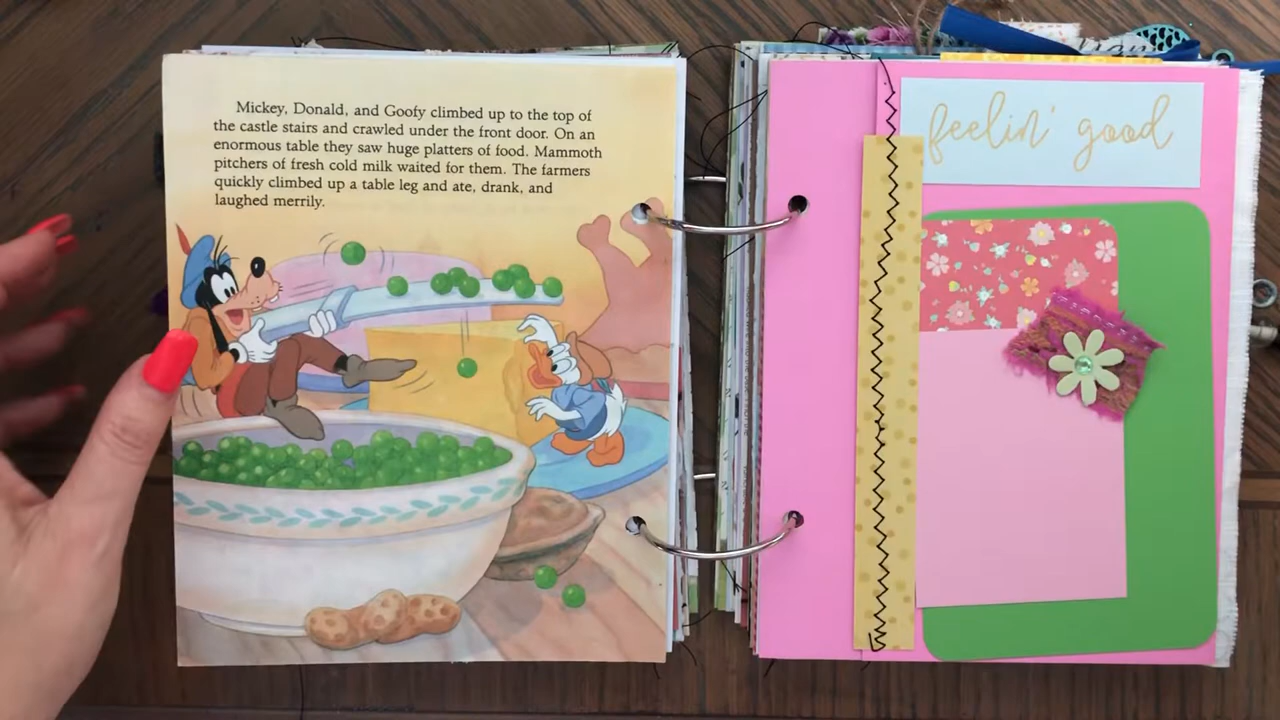 Mickey, Donald, and Goofy climbed up to the top of
the castle stairs and crawled under the front door. On an
enormous table they saw huge platters of food. Mammoth
pitchers of fresh cold milk waited for them. The farmers
quickly climbed up a table leg and ate, drank, and
laughed merrily.
feelin' good